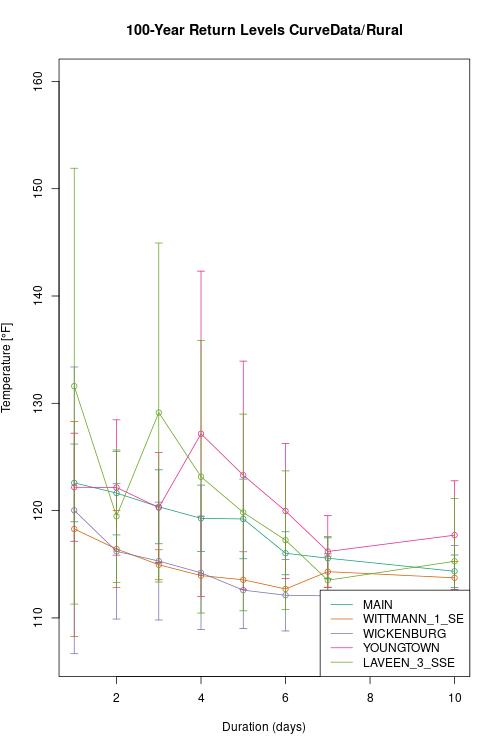 100-Year Return Levels CurveData/Rural
160
150
140
130
120
110
Temperature [°F]
2
4
6
8
10
Duration (days)
MAIN
WITTMANN_1_SE
WICKENBURG
YOUNGTOWN
LAVEEN_3_SSE